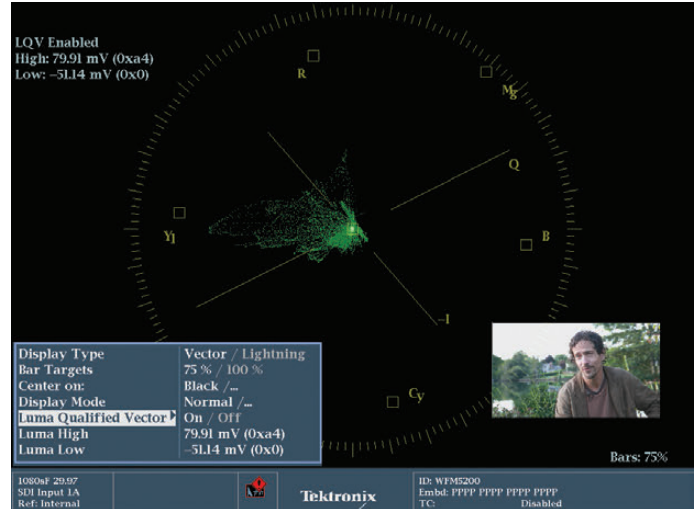 LQV Enabled
High: 79.91 mV (0xa4)
Low: –51.14 mV (0x0)
R
Mg
Q
B
Yl
–I
Cy
Display Type Vector / Lightning
Bar Targets 75 % / 100 %
Center on: Black /...
Display Mode Normal /...
Luma Qualified Vector On / Off
Luma High 79.91 mV (0xa4)
Luma Low –51.14 mV (0x0)
Bars: 75%
1080sF 29.97
SDI Input 1A
Ref: Internal
Tektronix
ID: WFM5200
Embd: PPPP PPPP PPPP PPPP
TC: Disabled